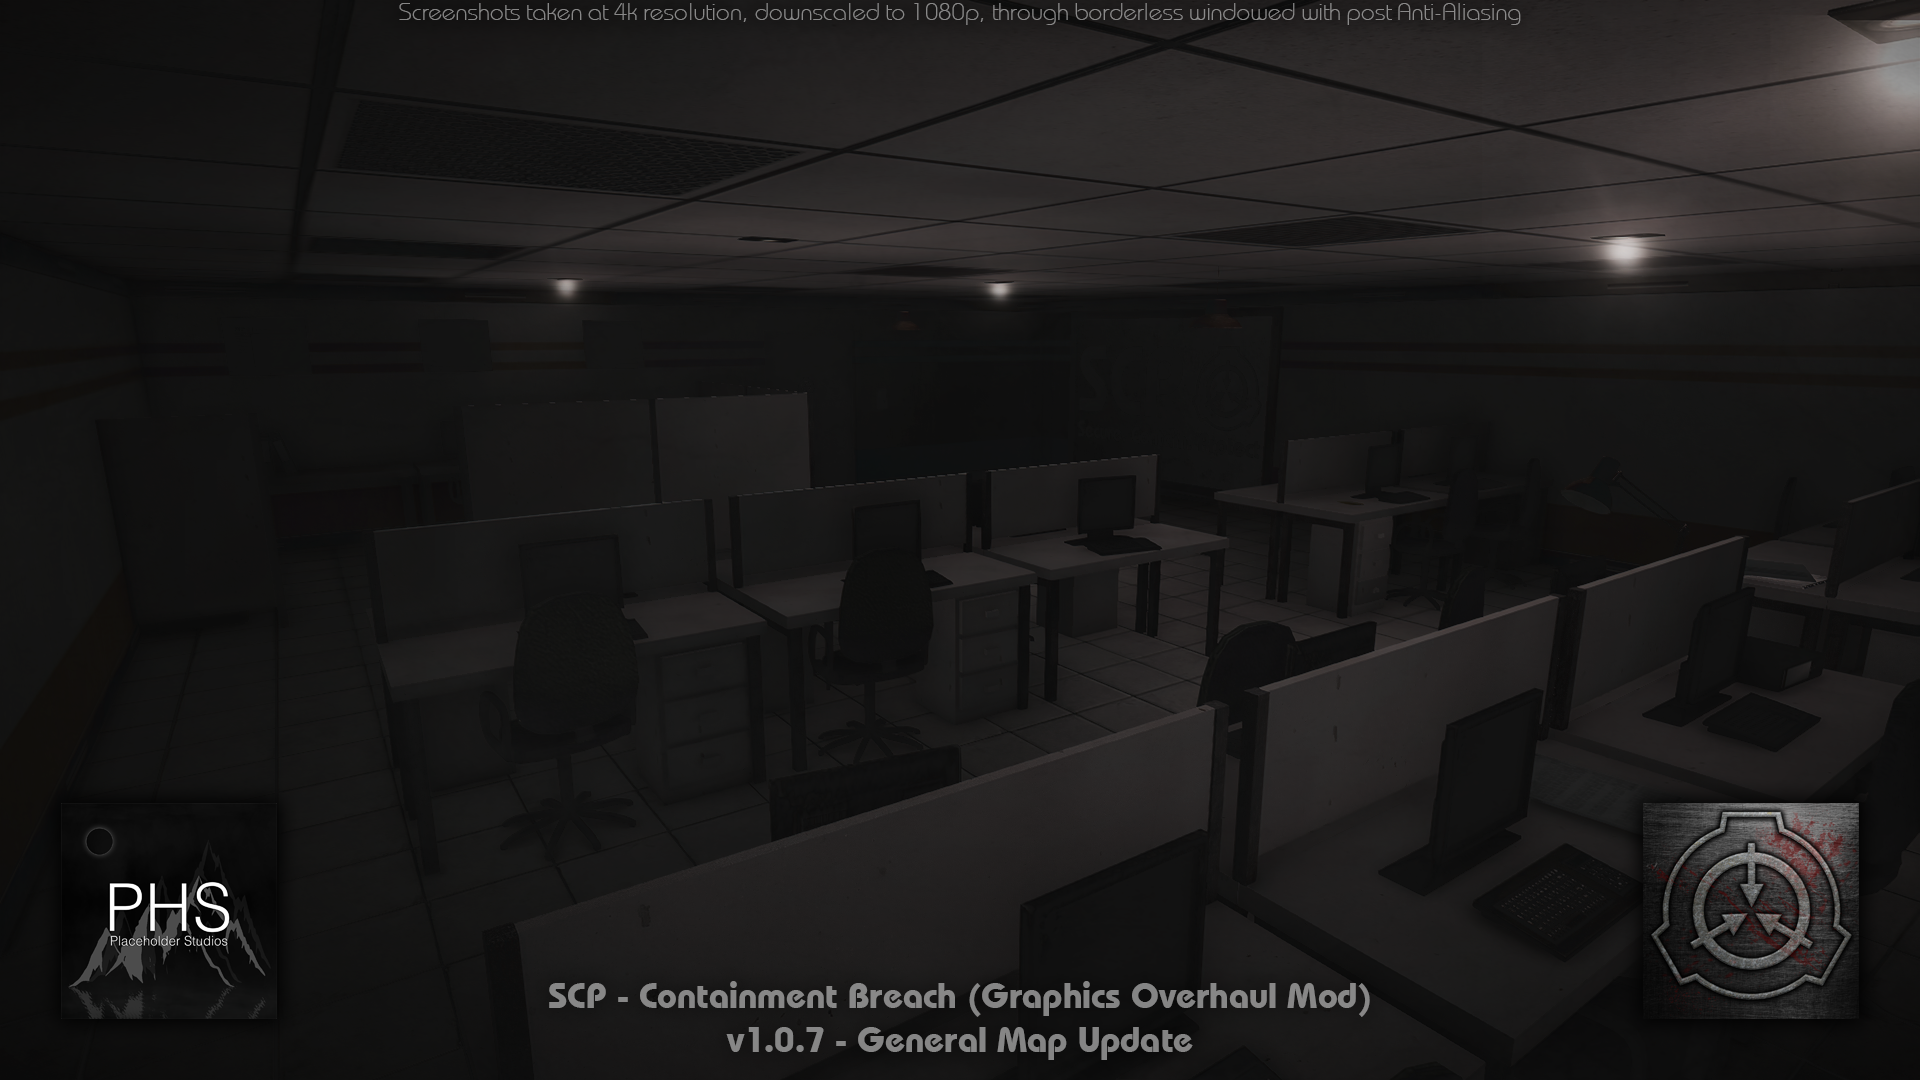 Screenshots taken at 4k resolution, downscaled to 1080p, through borderless windowed with post Anti-Aliasing
PHS
Placeholder Studios
SCP - Containment Breach (Graphics Overhaul Mod)
v1.0.7 - General Map Update